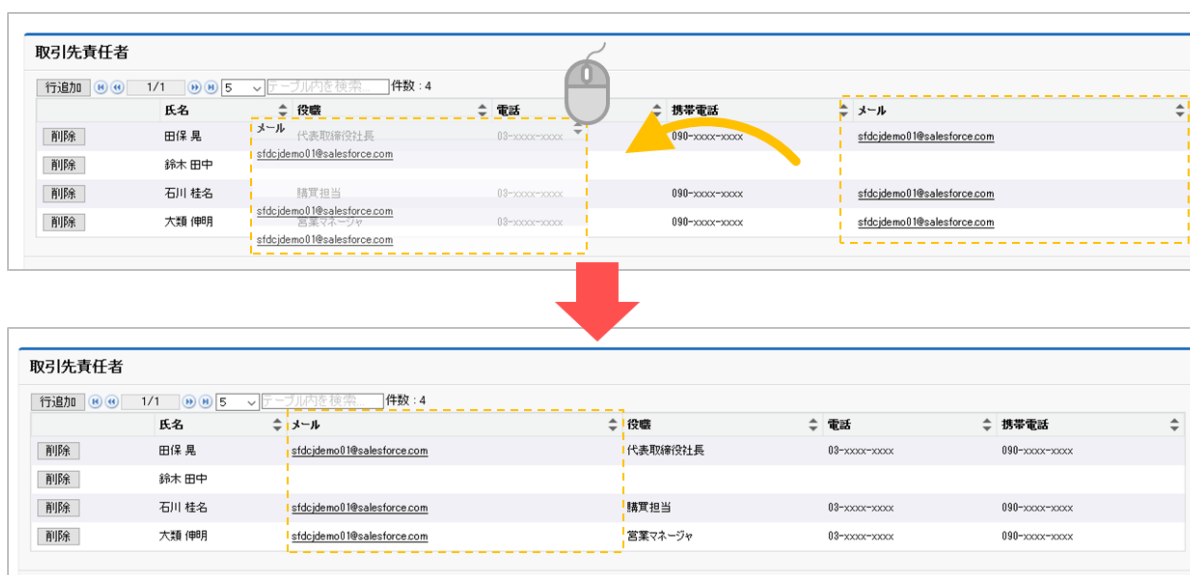 取引先責任者
行追加 1/1 5 テーブル内を検索... 件数 : 4
氏名 役職 電話 携帯電話 メール
削除 田保 晃 代表取締役社長 03-xxxx-xxxx 090-xxxx-xxxx sfdcjdemo01@salesforce.com
削除 鈴木 田中
削除 石川 桂名 購買担当 03-xxxx-xxxx 090-xxxx-xxxx sfdcjdemo01@salesforce.com
削除 大類 伸明 営業マネージャ 03-xxxx-xxxx 090-xxxx-xxxx sfdcjdemo01@salesforce.com
メール
sfdcjdemo01@salesforce.com
sfdcjdemo01@salesforce.com
sfdcjdemo01@salesforce.com
取引先責任者
行追加 1/1 5 テーブル内を検索... 件数 : 4
氏名 メール 役職 電話 携帯電話
削除 田保 晃 sfdcjdemo01@salesforce.com 代表取締役社長 03-xxxx-xxxx 090-xxxx-xxxx
削除 鈴木 田中
削除 石川 桂名 sfdcjdemo01@salesforce.com 購買担当 03-xxxx-xxxx 090-xxxx-xxxx
削除 大類 伸明 sfdcjdemo01@salesforce.com 営業マネージャ 03-xxxx-xxxx 090-xxxx-xxxx